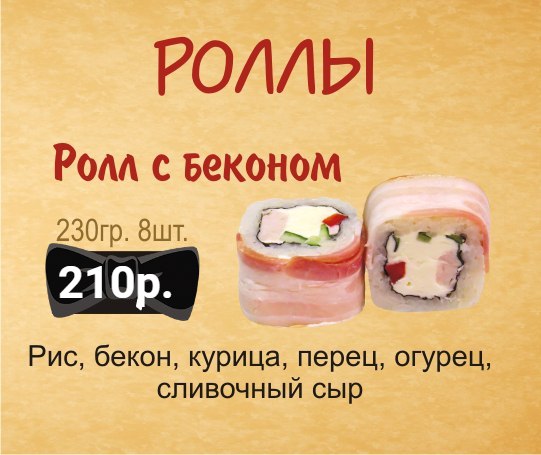 Роллы
Ролл с беконом
230гр. 8шт.
210р.
Рис, бекон, курица, перец, огурец,
сливочный сыр